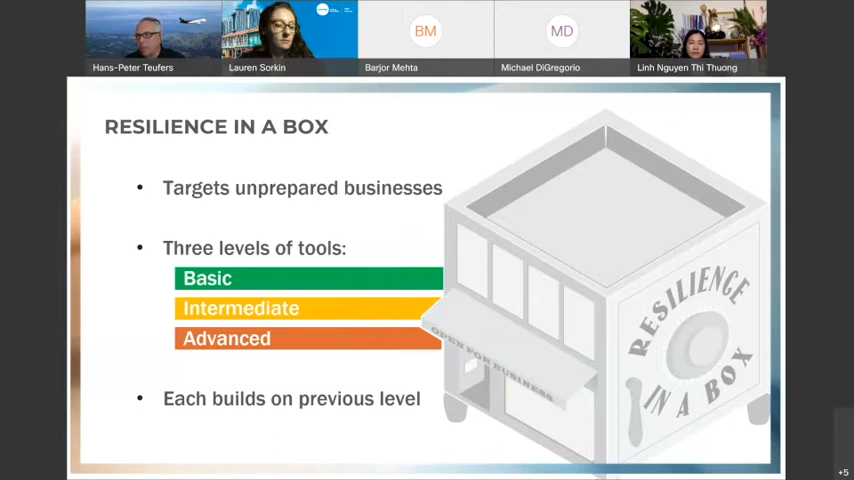 BM
MD
Hans-Peter Teufers
Lauren Sorkin
Barjor Mehta
Michael DiGregorio
Linh Nguyen Thi Thuong
RESILIENCE IN A BOX
• Targets unprepared businesses
• Three levels of tools:
Basic
Intermediate
Advanced
• Each builds on previous level
OPEN FOR BUSINESS
RESILIENCE
IN A BOX
+5